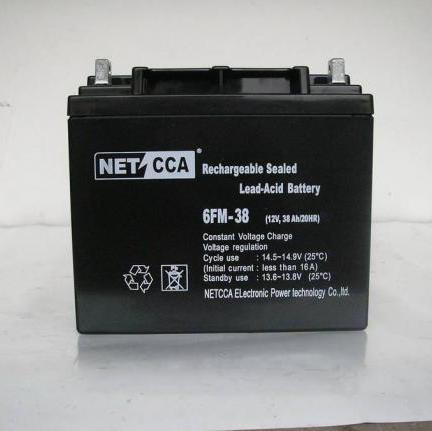 NET CCA ®
Rechargeable Sealed
Lead-Acid Battery
6FM-38 (12V, 38 Ah/20HR)
Constant Voltage Charge
Voltage regulation
Cycle use : 14.5~14.9V (25°C)
(Initial current : less than 16A)
Standby use : 13.6~13.8V (25°C)
NETCCA ELectronic Power technology Co.,ltd.